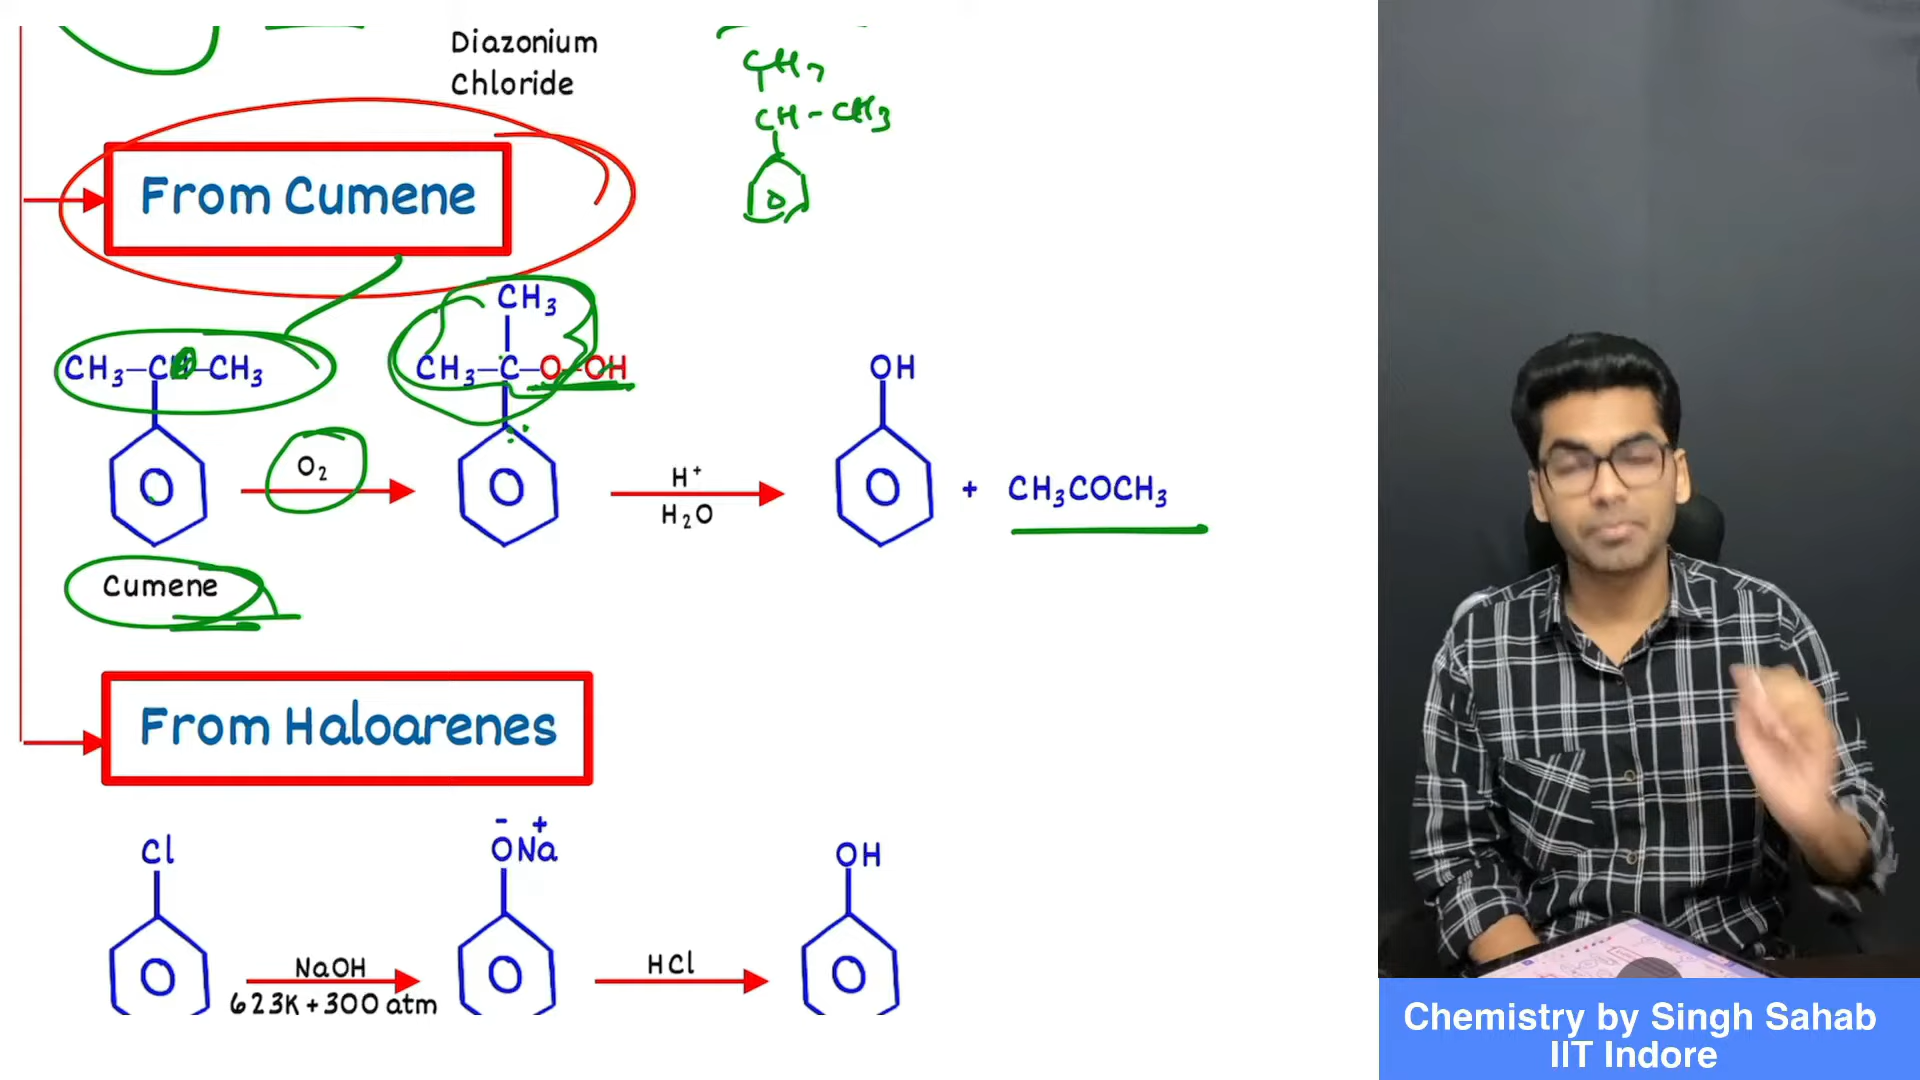 Diazonium
Chloride
CH₃
CH-CH₃
From Cumene
CH₃
CH₃-C-CH₃
CH₃-C-O-OH
OH
O₂
H⁺
H₂O
+ CH₃COCH₃
Cumene
From Haloarenes
Cl
⁻ ⁺
ONa
OH
NaOH
623K+300 atm
HCl
Chemistry by Singh Sahab
IIT Indore